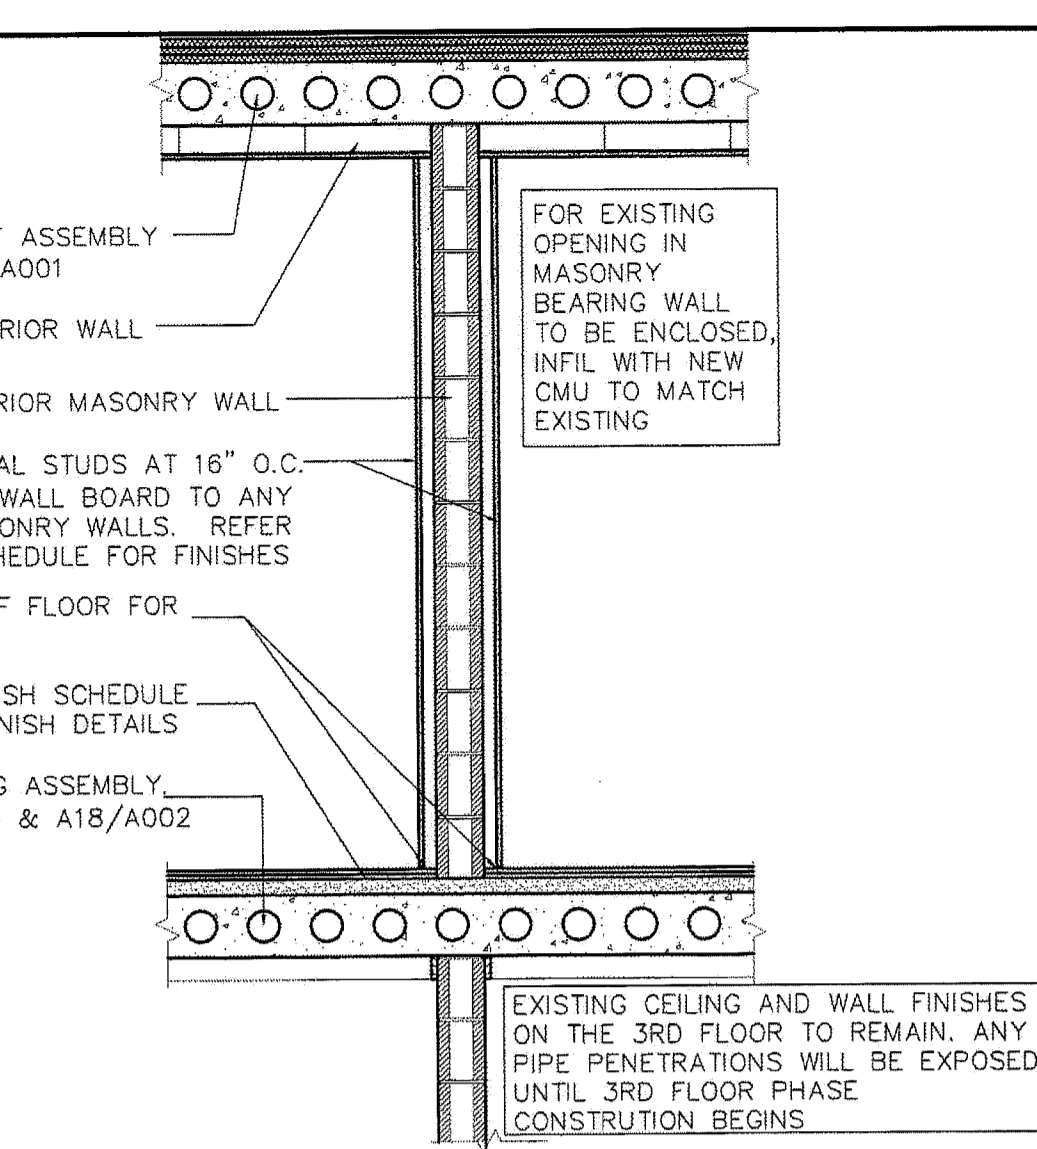 ASSEMBLY
A001
RIOR WALL
RIOR MASONRY WALL
AL STUDS AT 16" O.C.
WALL BOARD TO ANY
ONRY WALLS. REFER
HEDULE FOR FINISHES
F FLOOR FOR
SH SCHEDULE
NISH DETAILS
G ASSEMBLY,
& A18/A002
FOR EXISTING
OPENING IN
MASONRY
BEARING WALL
TO BE ENCLOSED,
INFIL WITH NEW
CMU TO MATCH
EXISTING
EXISTING CEILING AND WALL FINISHES
ON THE 3RD FLOOR TO REMAIN. ANY
PIPE PENETRATIONS WILL BE EXPOSED
UNTIL 3RD FLOOR PHASE
CONSTRUTION BEGINS